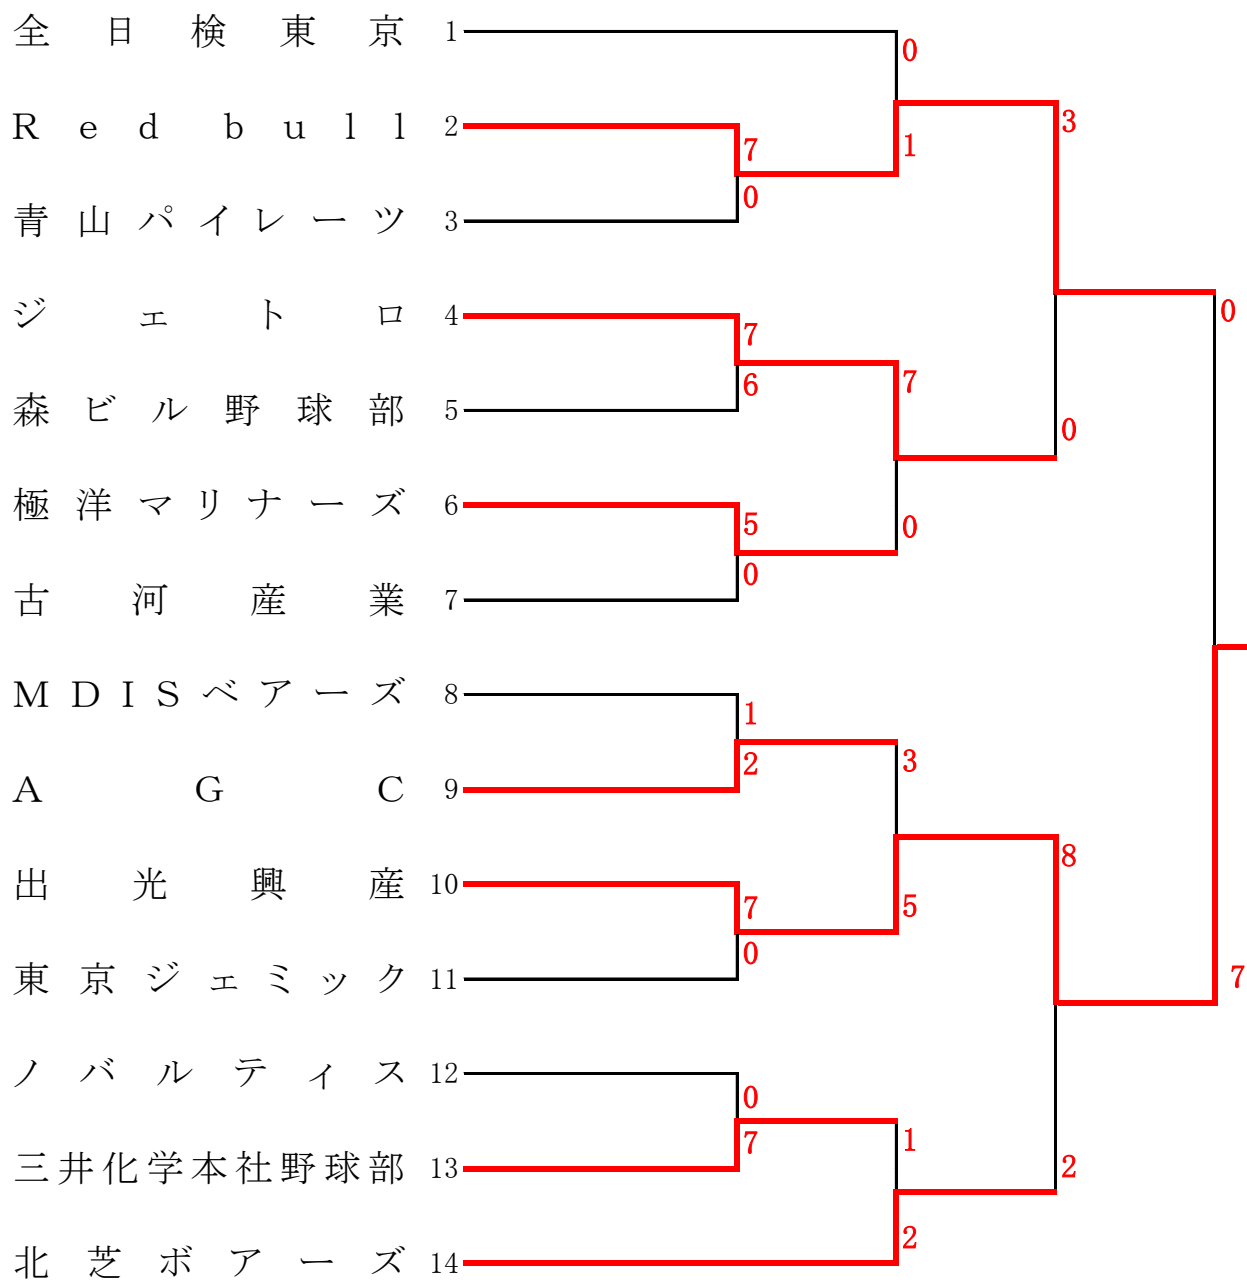 全日検東京 1
0
3
Red bull 2
7
1
0
青山パイレーツ 3
ジェトロ 4
0
7
7
6
森ビル野球部 5
0
極洋マリナーズ 6
5
0
0
古河産業 7
MDISベアーズ 8
1
3
2
AGC 9
8
出光興産 10
7
5
0
東京ジェミック 11
7
ノバルティス 12
0
1
7
三井化学本社野球部 13
2
2
北芝ボアーズ 14